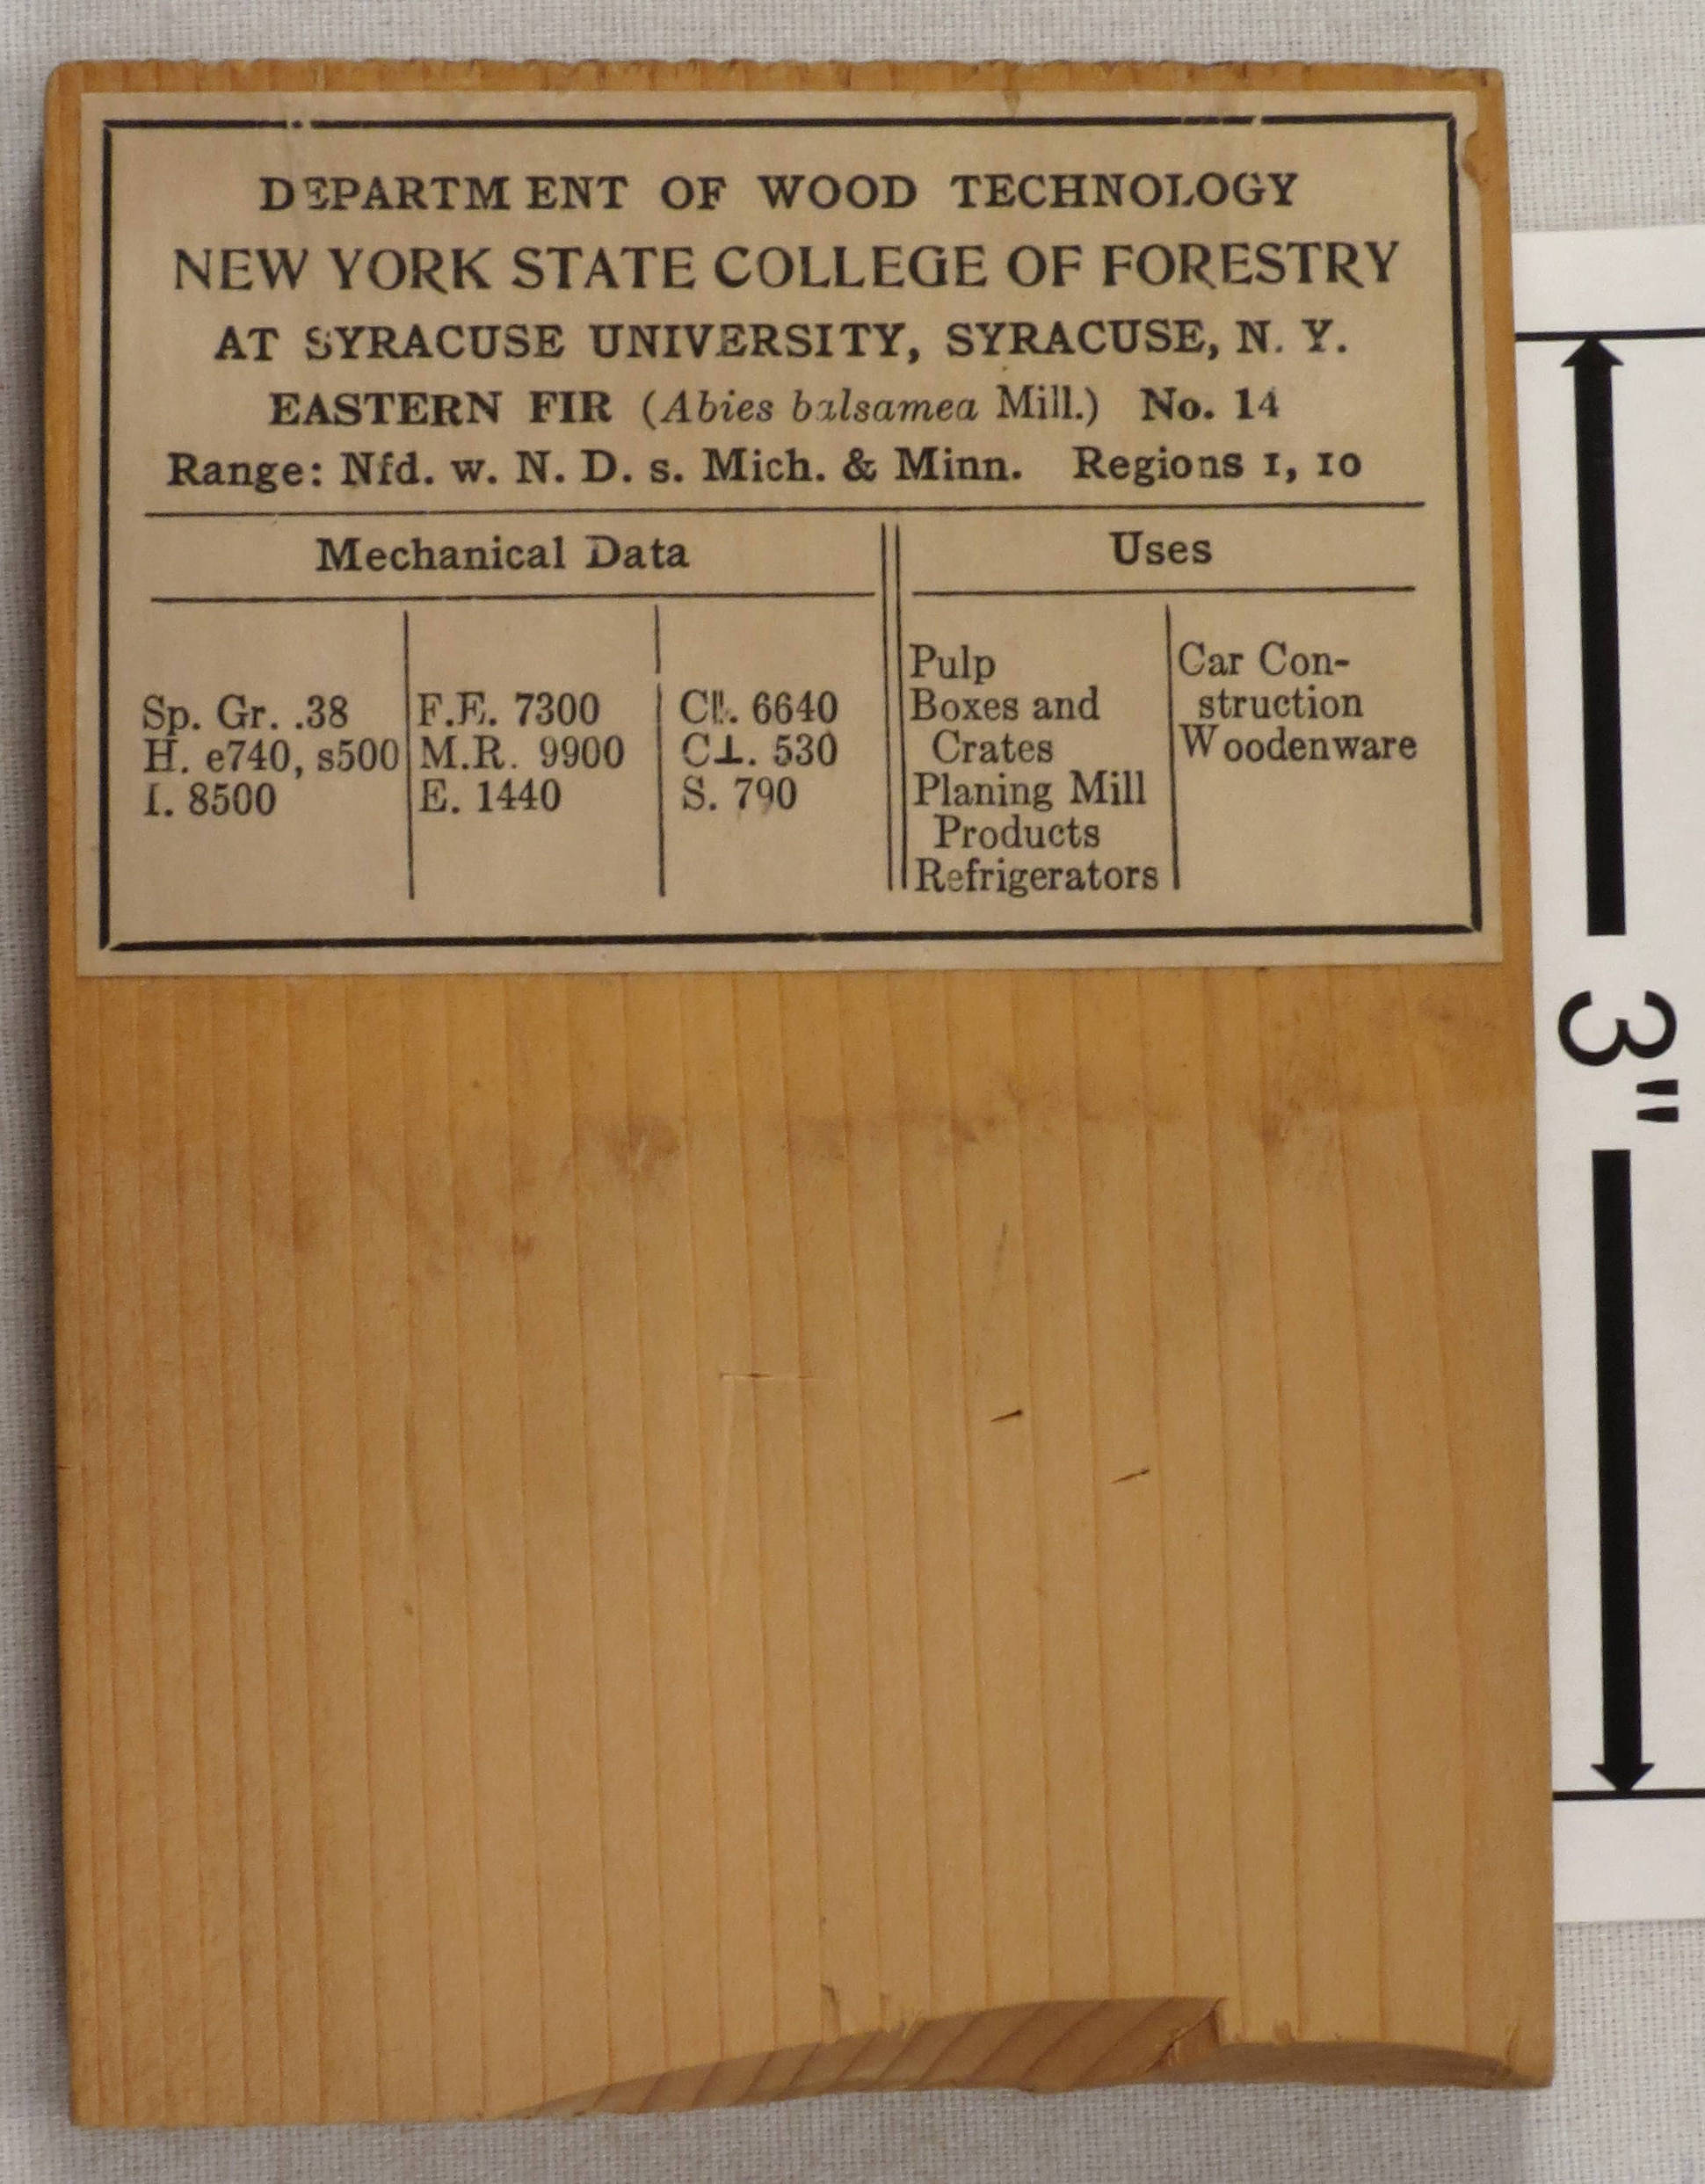 DEPARTMENT OF WOOD TECHNOLOGY
NEW YORK STATE COLLEGE OF FORESTRY
AT SYRACUSE UNIVERSITY, SYRACUSE, N. Y.
EASTERN FIR (Abies balsamea Mill.) No. 14
Range: Nfd. w. N. D. s. Mich. & Minn. Regions 1, 10
Mechanical Data
Sp. Gr. .38
H. e740, s500
I. 8500
F.E. 7300
M.R. 9900
E. 1440
C∥. 6640
C⊥. 530
S. 790
Uses
Pulp
Boxes and
Crates
Planing Mill
Products
Refrigerators
Car Con-
struction
Woodenware
3"